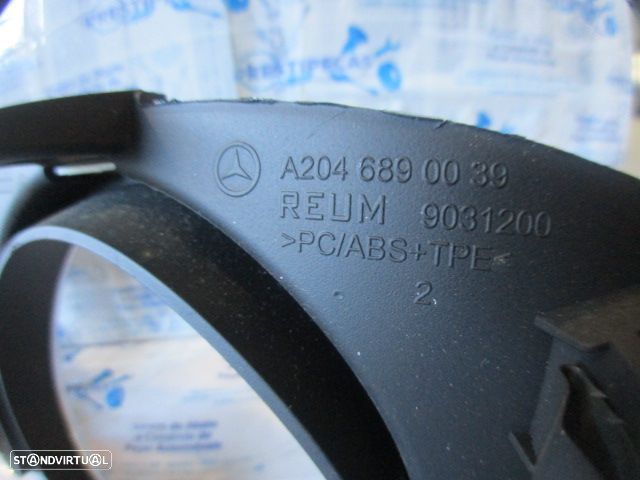 A204 689 00 39
REUM 9031200
>PC/ABS+TPE<
2
STANDVIRTUAL